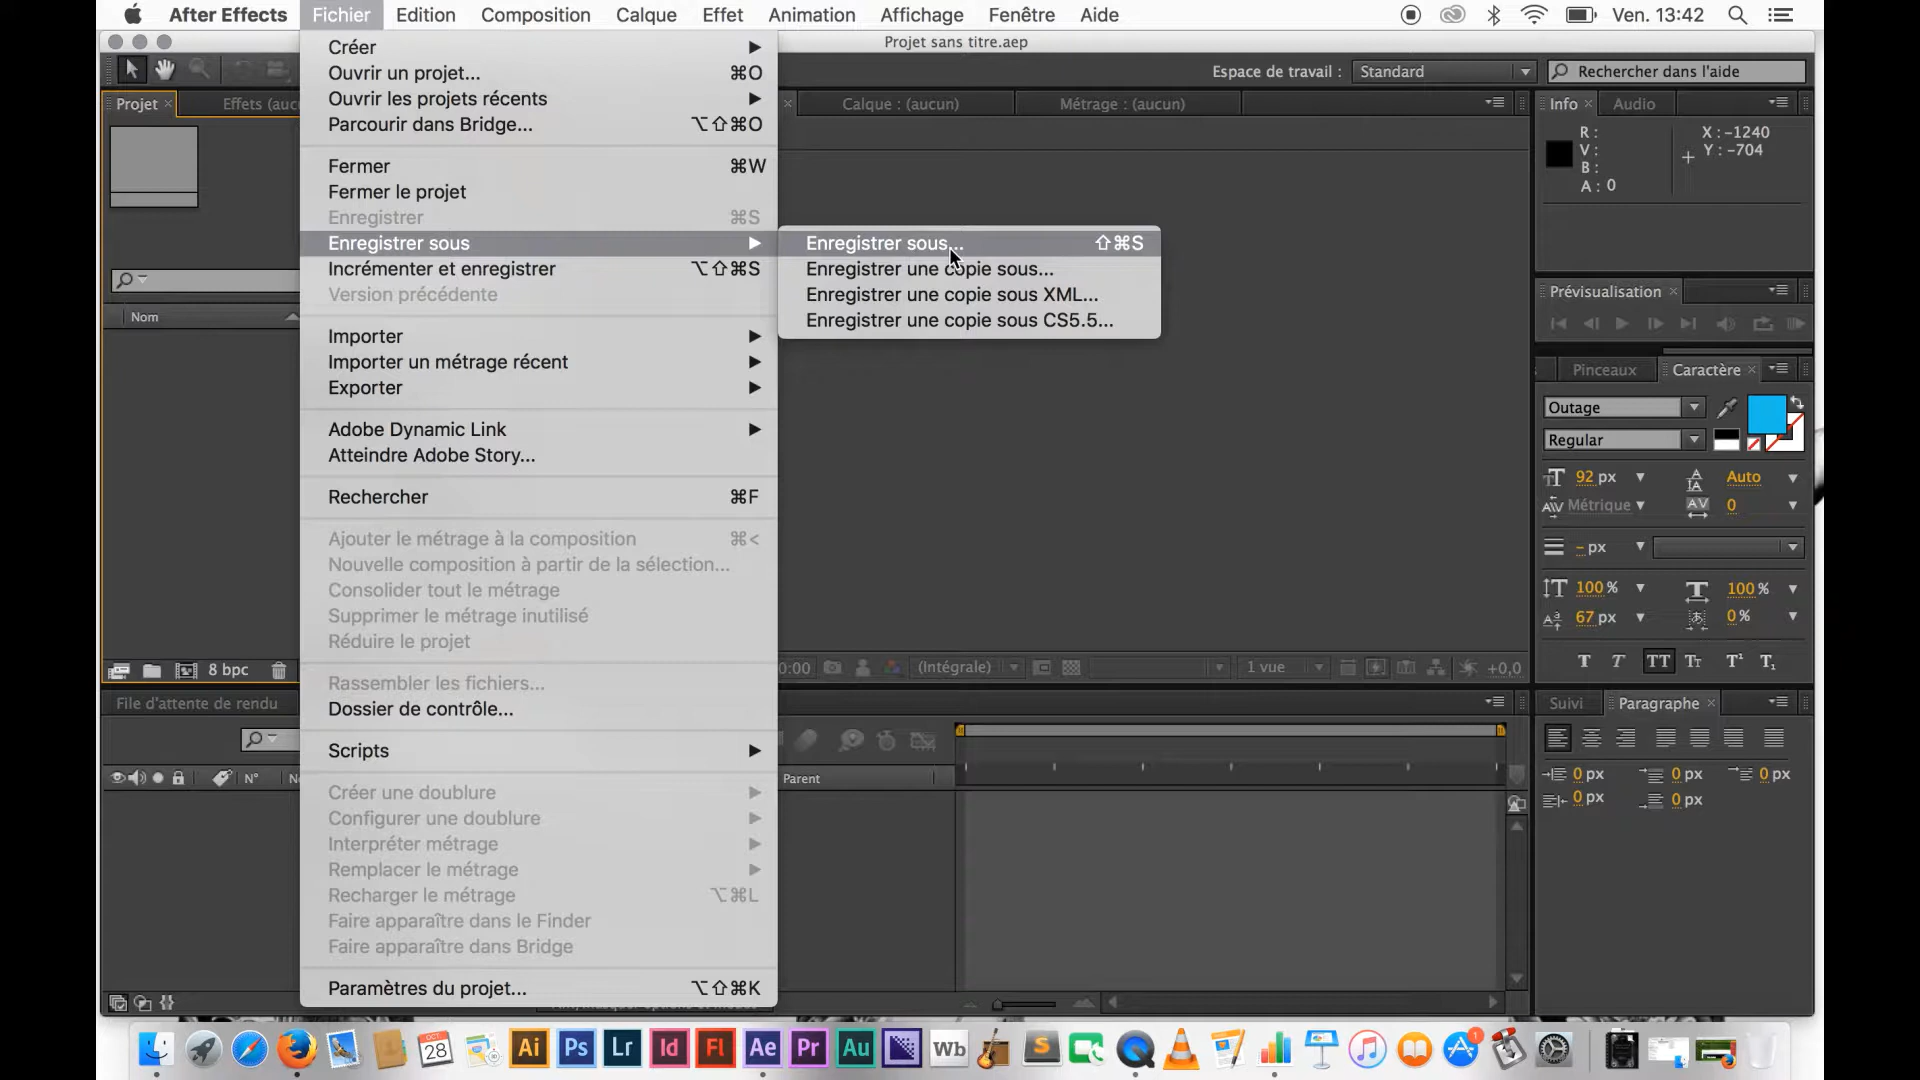 After Effects Fichier Edition Composition Calque Effet Animation Affichage Fenêtre Aide Ven. 13:42
Projet sans titre.aep
Espace de travail : Standard Rechercher dans l'aide
Projet Effets (auc Calque : (aucun) Métrage : (aucun) Info Audio
Créer
Ouvrir un projet... ⌘O
Ouvrir les projets récents
Parcourir dans Bridge... ⌥⇧⌘O
Fermer ⌘W
Fermer le projet
Enregistrer ⌘S
Enregistrer sous
Incrémenter et enregistrer ⌥⇧⌘S
Version précédente
Importer
Importer un métrage récent
Exporter
Adobe Dynamic Link
Atteindre Adobe Story...
Rechercher ⌘F
Ajouter le métrage à la composition ⌘<
Nouvelle composition à partir de la sélection...
Consolider tout le métrage
Supprimer le métrage inutilisé
Réduire le projet
Rassembler les fichiers...
Dossier de contrôle...
Scripts
Créer une doublure
Configurer une doublure
Interpréter métrage
Remplacer le métrage
Recharger le métrage ⌥⌘L
Faire apparaître dans le Finder
Faire apparaître dans Bridge
Paramètres du projet... ⌥⇧⌘K
Enregistrer sous... ⇧⌘S
Enregistrer une copie sous...
Enregistrer une copie sous XML...
Enregistrer une copie sous CS5.5...
R :
V :
B :
A : 0
X : -1240
Y : -704
Prévisualisation
Pinceaux Caractère
Outage
Regular
92 px Auto
Métrique 0
- px
100 % 100 %
67 px 0 %
T T TT Tт T¹ T₁
Nom
8 bpc
0:00 (Intégrale) 1 vue +0,0
File d'attente de rendu
N° Parent
Suivi Paragraphe
0 px 0 px 0 px
0 px 0 px
28 Ai Ps Lr Id Fl Ae Pr Au Wb S 1